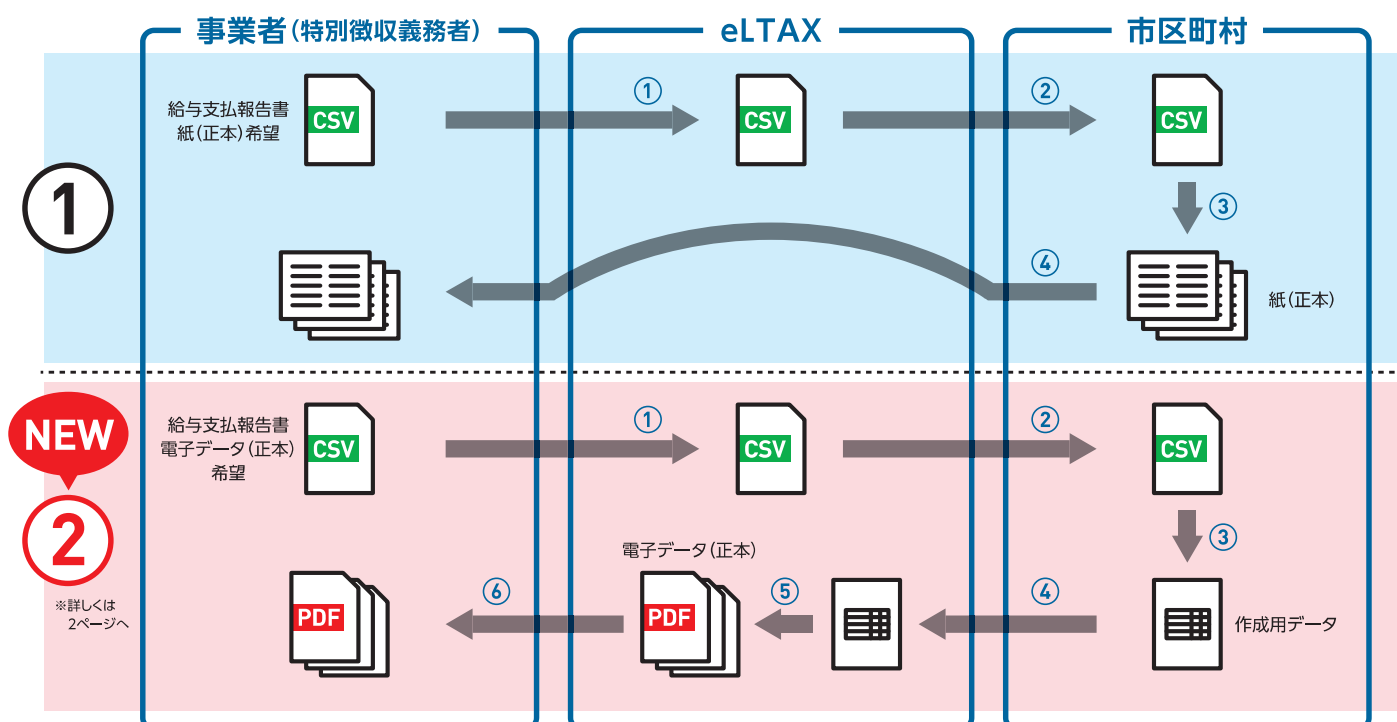 事業者(特別徴収義務者)
eLTAX
市区町村
1
給与支払報告書
紙(正本)希望
CSV
①
CSV
②
CSV
③
④
紙(正本)
NEW
2
※詳しくは
2ページへ
給与支払報告書
電子データ(正本)
希望
CSV
①
CSV
②
CSV
③
電子データ(正本)
PDF
⑥
PDF
⑤
④
作成用データ